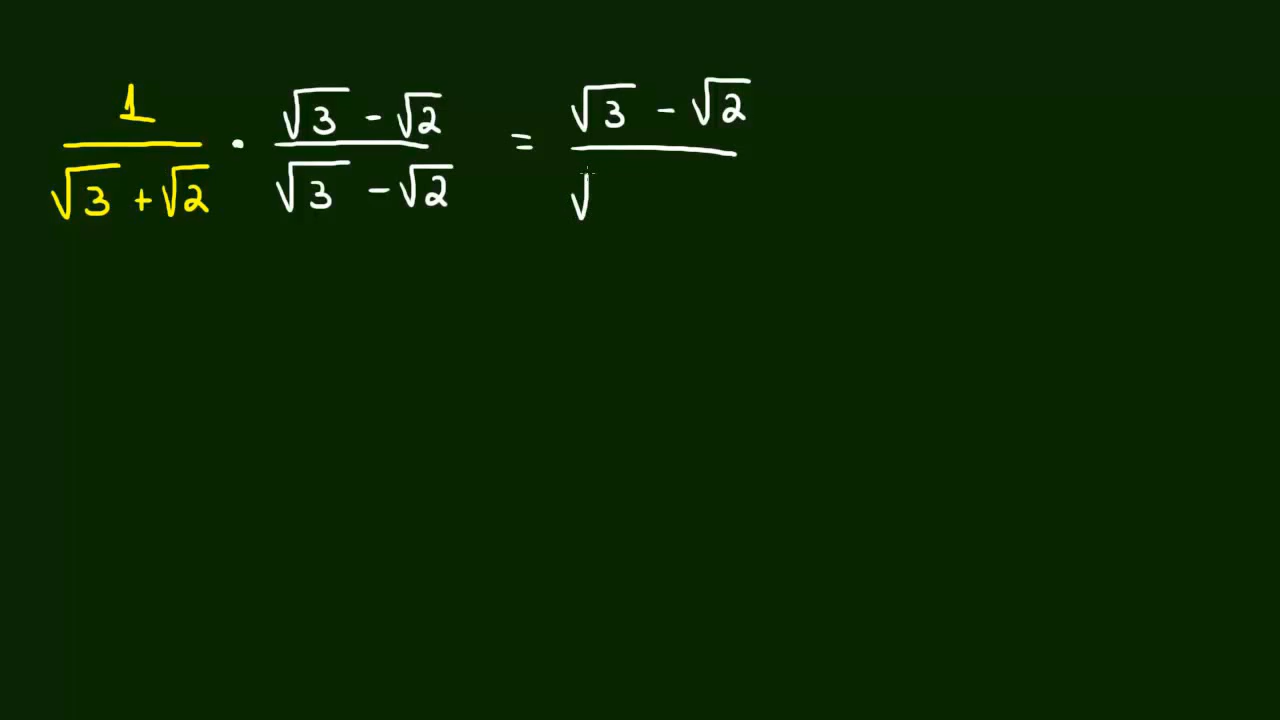 1/(√3 + √2) · (√3 - √2)/(√3 - √2) = (√3 - √2)/√